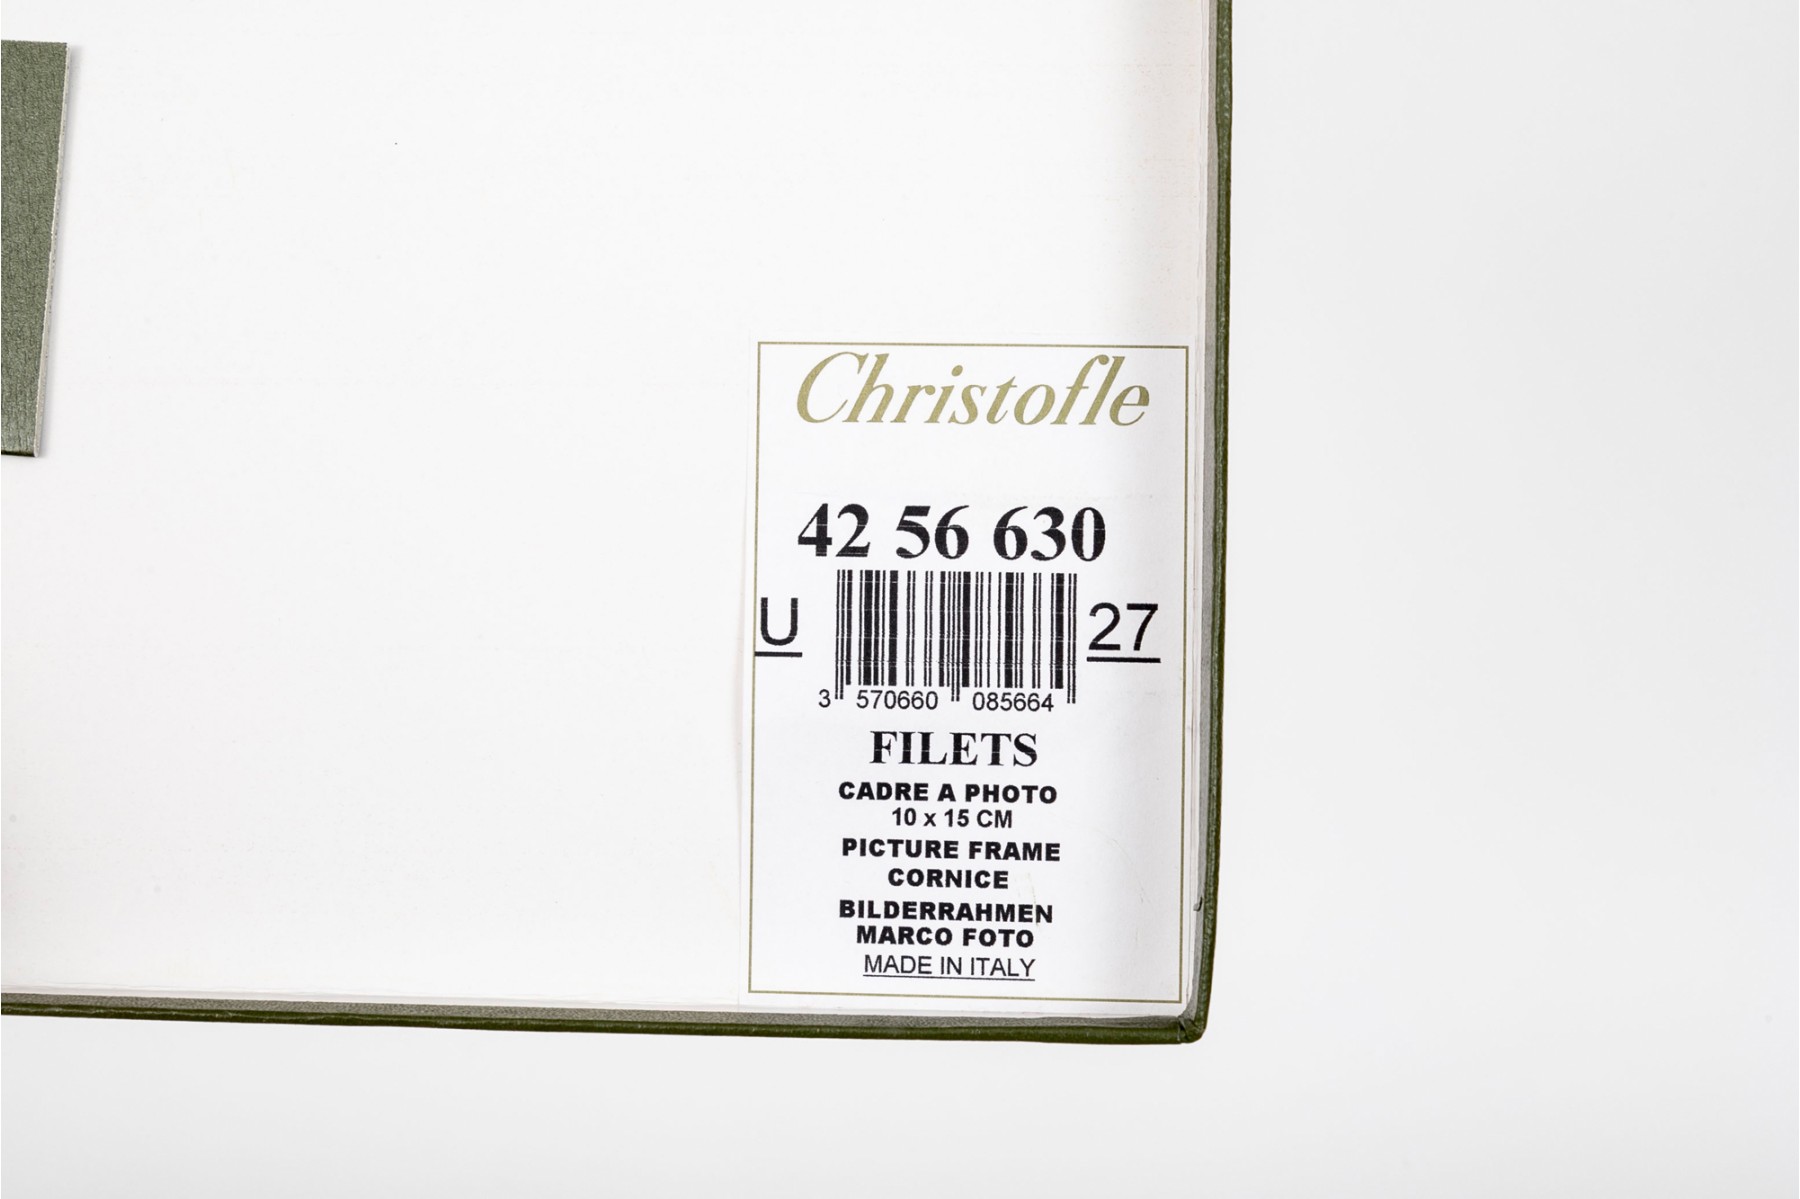 Christofle
42 56 630
U 27
3 570660 085664
FILETS
CADRE A PHOTO
10 x 15 CM
PICTURE FRAME
CORNICE
BILDERRAHMEN
MARCO FOTO
MADE IN ITALY